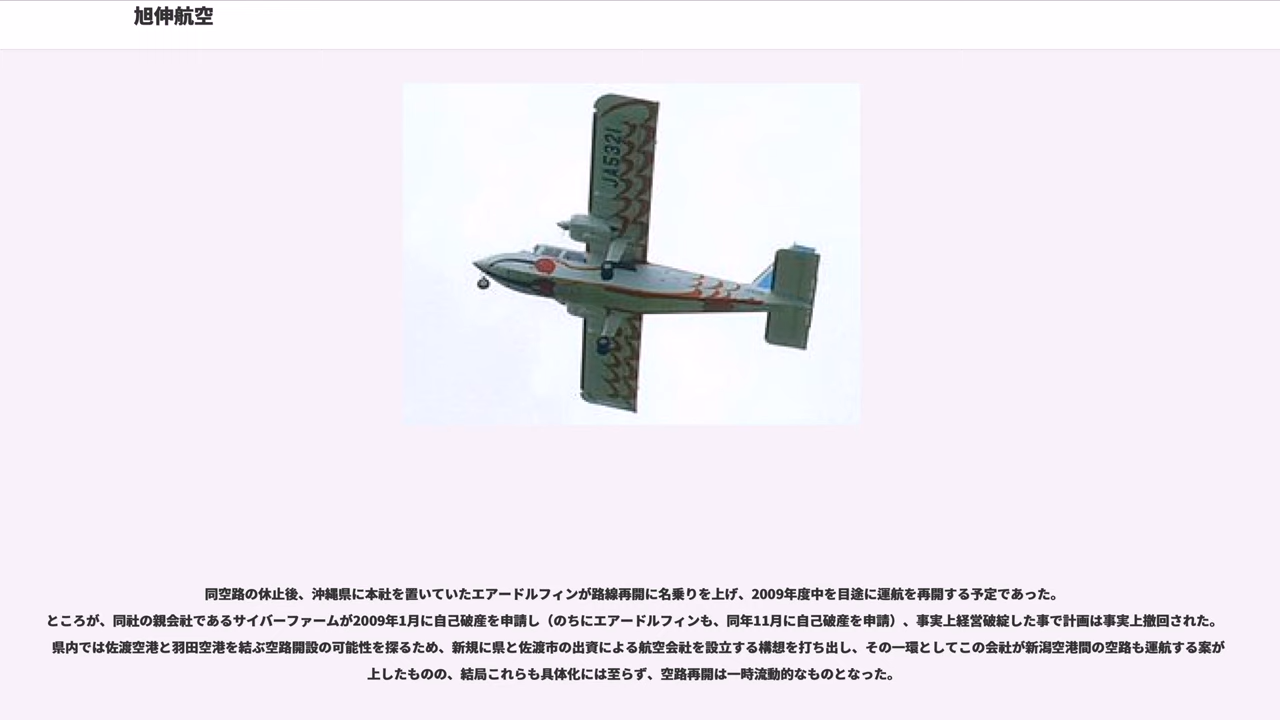 旭伸航空
JA5321
同空路の休止後、沖縄県に本社を置いていたエアードルフィンが路線再開に名乗りを上げ、2009年度中を目途に運航を再開する予定であった。
ところが、同社の親会社であるサイバーファームが2009年1月に自己破産を申請し（のちにエアードルフィンも、同年11月に自己破産を申請）、事実上経営破綻した事で計画は事実上撤回された。
県内では佐渡空港と羽田空港を結ぶ空路開設の可能性を探るため、新規に県と佐渡市の出資による航空会社を設立する構想を打ち出し、その一環としてこの会社が新潟空港間の空路も運航する案が
上したものの、結局これらも具体化には至らず、空路再開は一時流動的なものとなった。